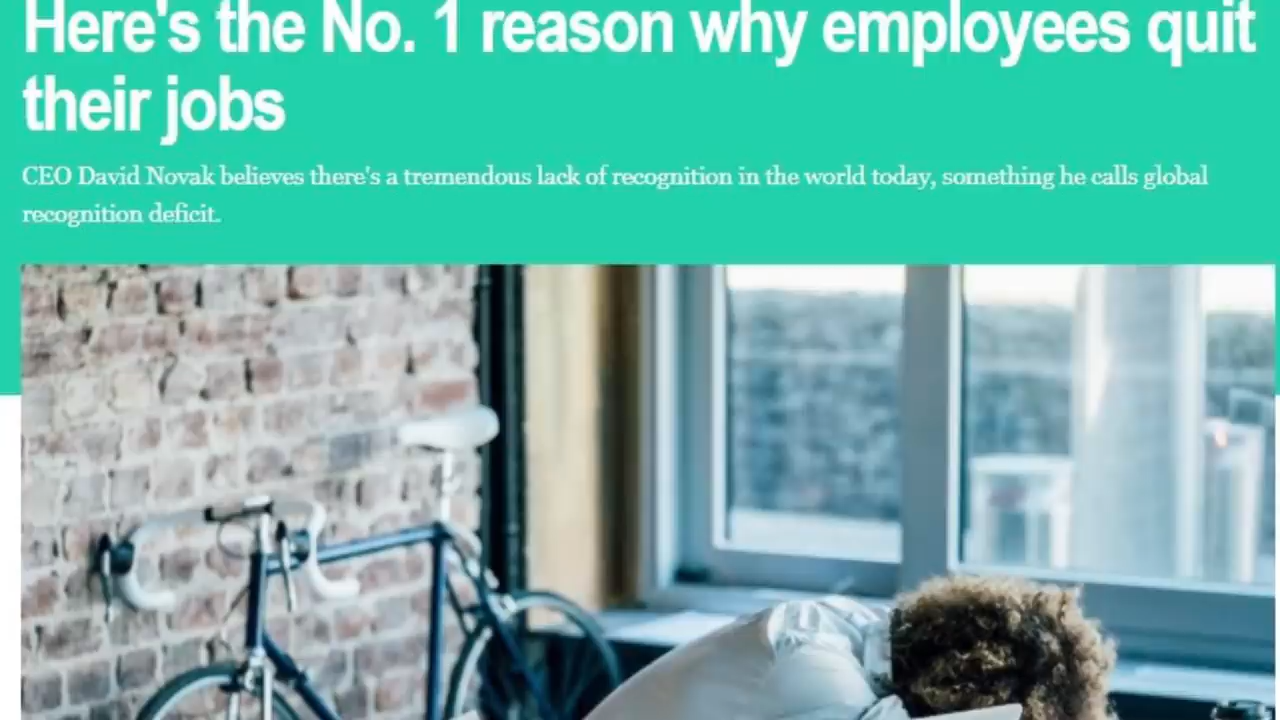 Here's the No. 1 reason why employees quit
their jobs
CEO David Novak believes there's a tremendous lack of recognition in the world today, something he calls global
recognition deficit.